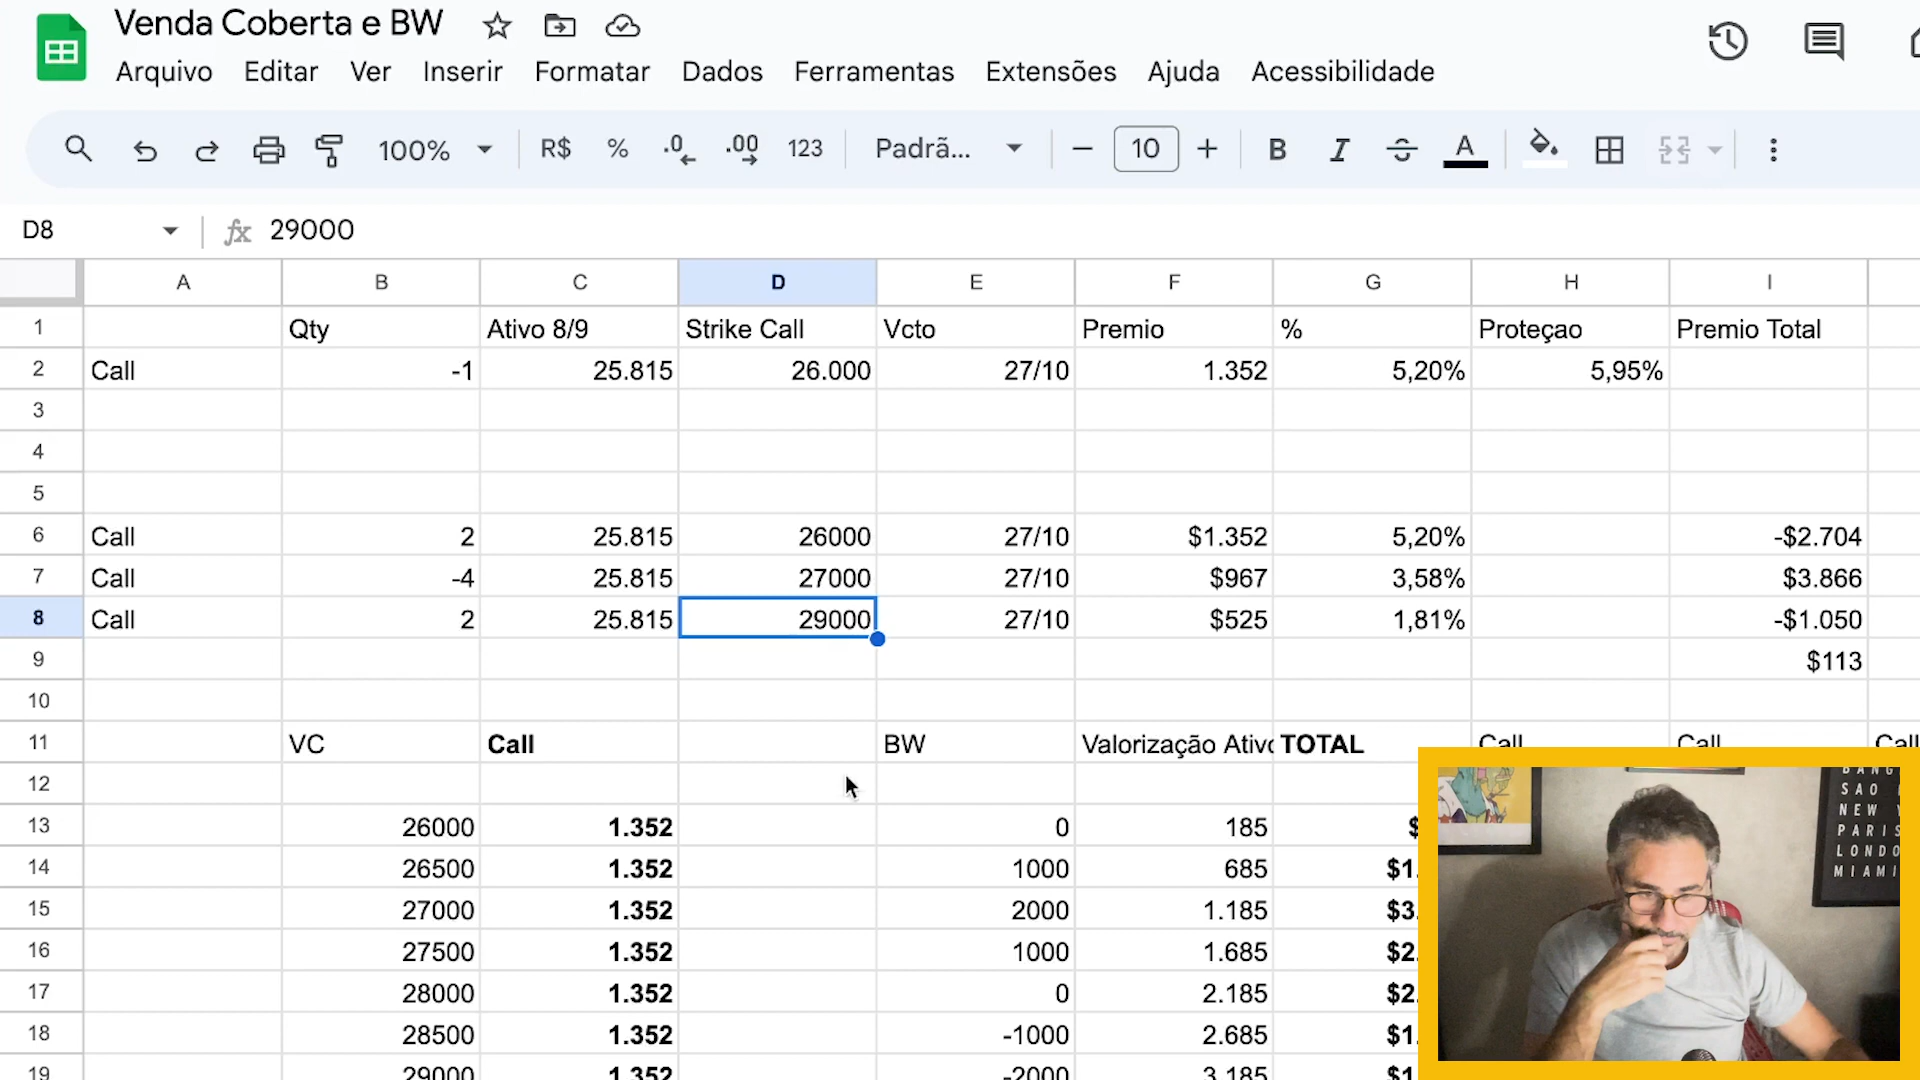 Venda Coberta e BW
Arquivo Editar Ver Inserir Formatar Dados Ferramentas Extensões Ajuda Acessibilidade
100% R$ % .0 .00 123 Padrã... 10 B I S A
D8 fx 29000
A B C D E F G H I
1 Qty Ativo 8/9 Strike Call Vcto Premio % Proteçao Premio Total
2 Call -1 25.815 26.000 27/10 1.352 5,20% 5,95%
3
4
5
6 Call 2 25.815 26000 27/10 $1.352 5,20% -$2.704
7 Call -4 25.815 27000 27/10 $967 3,58% $3.866
8 Call 2 25.815 29000 27/10 $525 1,81% -$1.050
9 $113
10
11 VC Call BW Valorização Ativo TOTAL Call Call Call
12
13 26000 1.352 0 185 $
14 26500 1.352 1000 685 $1.
15 27000 1.352 2000 1.185 $3.
16 27500 1.352 1000 1.685 $2.
17 28000 1.352 0 2.185 $2.
18 28500 1.352 -1000 2.685 $1.
19 29000 1.352 -2000 3.185 $1
BANG
SAO
NEW Y
PARIS
LONDO
MIAMI